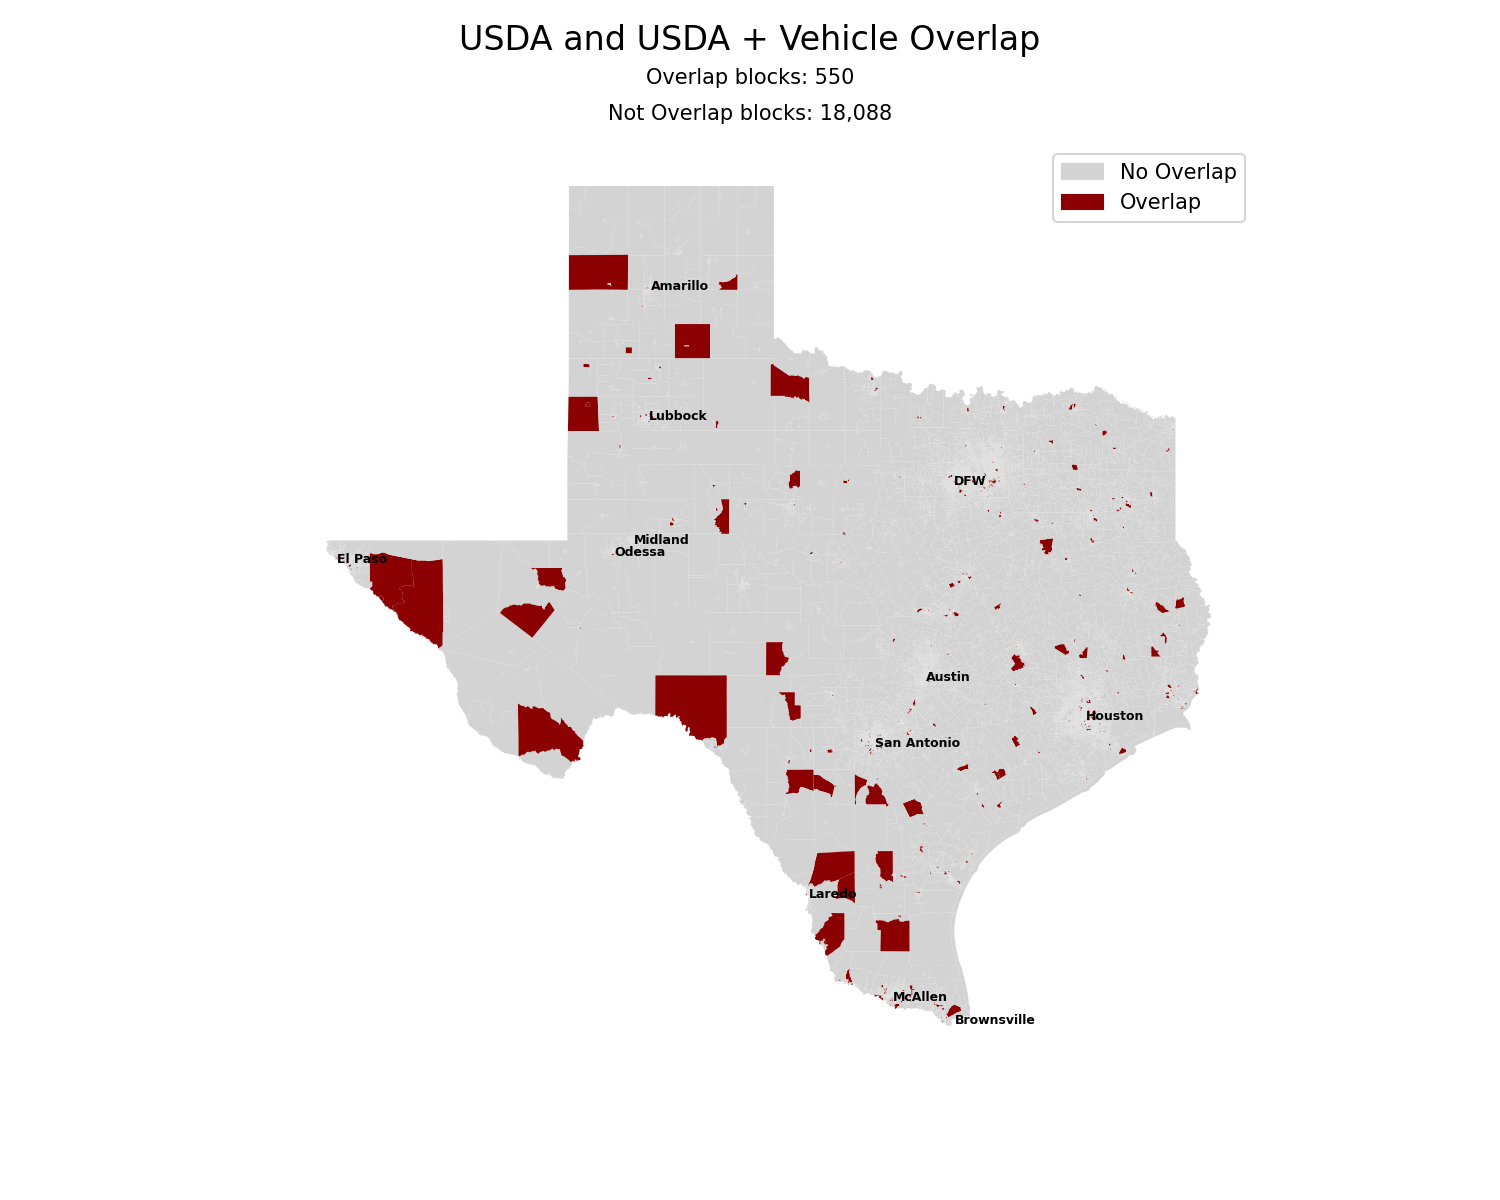 USDA and USDA + Vehicle Overlap
Overlap blocks: 550
Not Overlap blocks: 18,088
No Overlap
Overlap
Amarillo
Lubbock
DFW
Midland
Odessa
El Paso
Austin
Houston
San Antonio
Laredo
McAllen
Brownsville